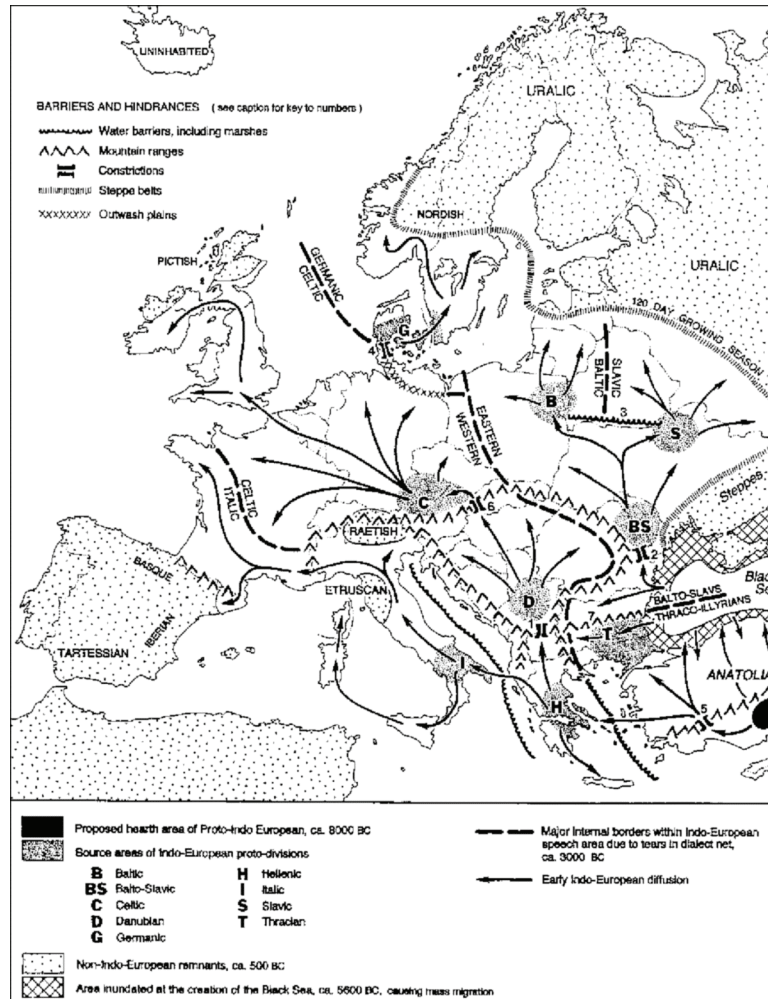 UNINHABITED
BARRIERS AND HINDRANCES ( see caption for key to numbers )
Water barriers, including marshes
Mountain ranges
Constrictions
Steppe belts
Outwash plains
URALIC
URALIC
NORDISH
PICTISH
GERMANIC
CELTIC
120 DAY GROWING SEASON
G
4
SLAVIC
BALTIC
B
3
S
EASTERN
WESTERN
Steppes
CELTIC
ITALIC
C
6
BS
2
RAETISH
BASQUE
ETRUSCAN
D
BALTO-SLAVS
THRACO-ILLYRIANS
7
T
IBERIAN
TARTESSIAN
I
H
ANATOLIA
5
Proposed hearth area of Proto-Indo European, ca. 8000 BC
Source areas of Indo-European proto-divisions
B Baltic
BS Balto-Slavic
C Celtic
D Danubian
G Germanic
H Hellenic
I Italic
S Slavic
T Thracian
Major internal borders within Indo-European
speech area due to tears in dialect net,
ca. 3000 BC
Early Indo-European diffusion
Non-Indo-European remnants, ca. 500 BC
Area inundated at the creation of the Black Sea, ca. 5600 BC, causing mass migration